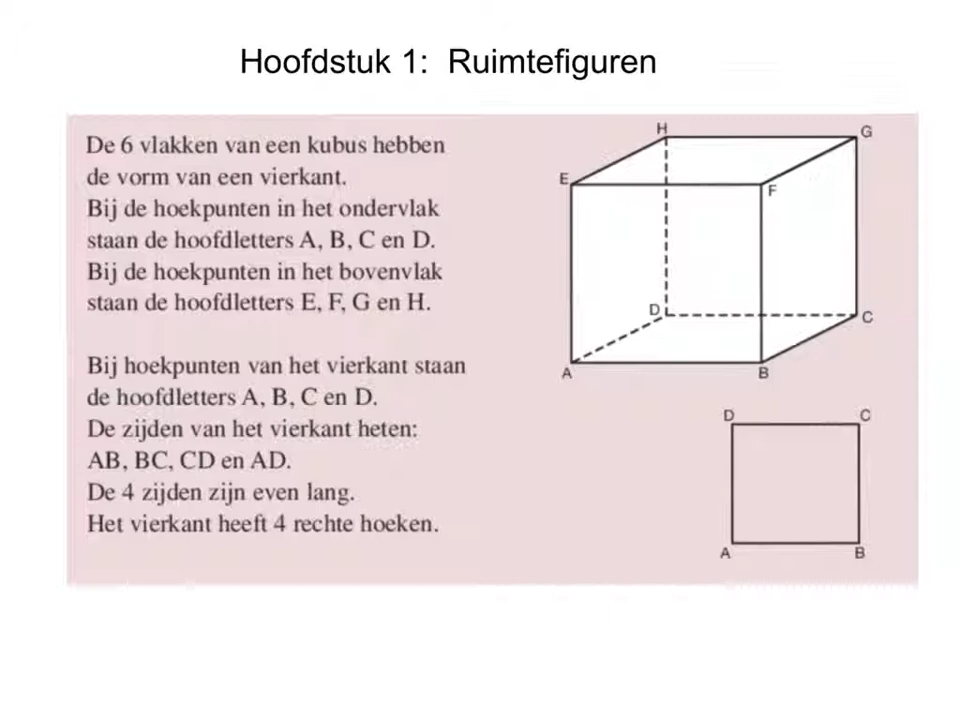 Hoofdstuk 1: Ruimtefiguren
De 6 vlakken van een kubus hebben
de vorm van een vierkant.
Bij de hoekpunten in het ondervlak
staan de hoofdletters A, B, C en D.
Bij de hoekpunten in het bovenvlak
staan de hoofdletters E, F, G en H.
Bij hoekpunten van het vierkant staan
de hoofdletters A, B, C en D.
De zijden van het vierkant heten:
AB, BC, CD en AD.
De 4 zijden zijn even lang.
Het vierkant heeft 4 rechte hoeken.
H G
E F
D C
A B
D C
A B